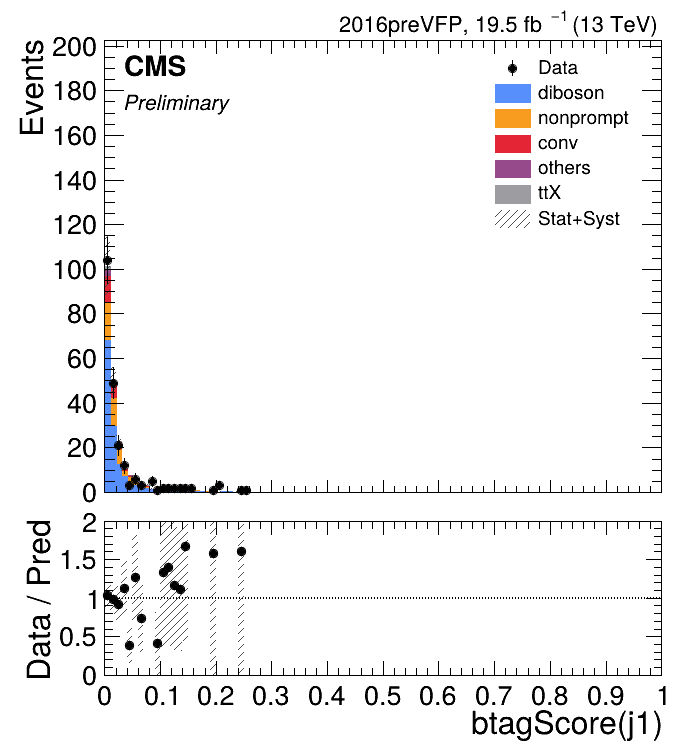 2016preVFP, 19.5 fb⁻¹ (13 TeV)
CMS
Preliminary
Data
diboson
nonprompt
conv
others
ttX
Stat+Syst
Events
200
180
160
140
120
100
80
60
40
20
0
Data / Pred
2
1.5
1
0.5
0
0 0.1 0.2 0.3 0.4 0.5 0.6 0.7 0.8 0.9 1
btagScore(j1)